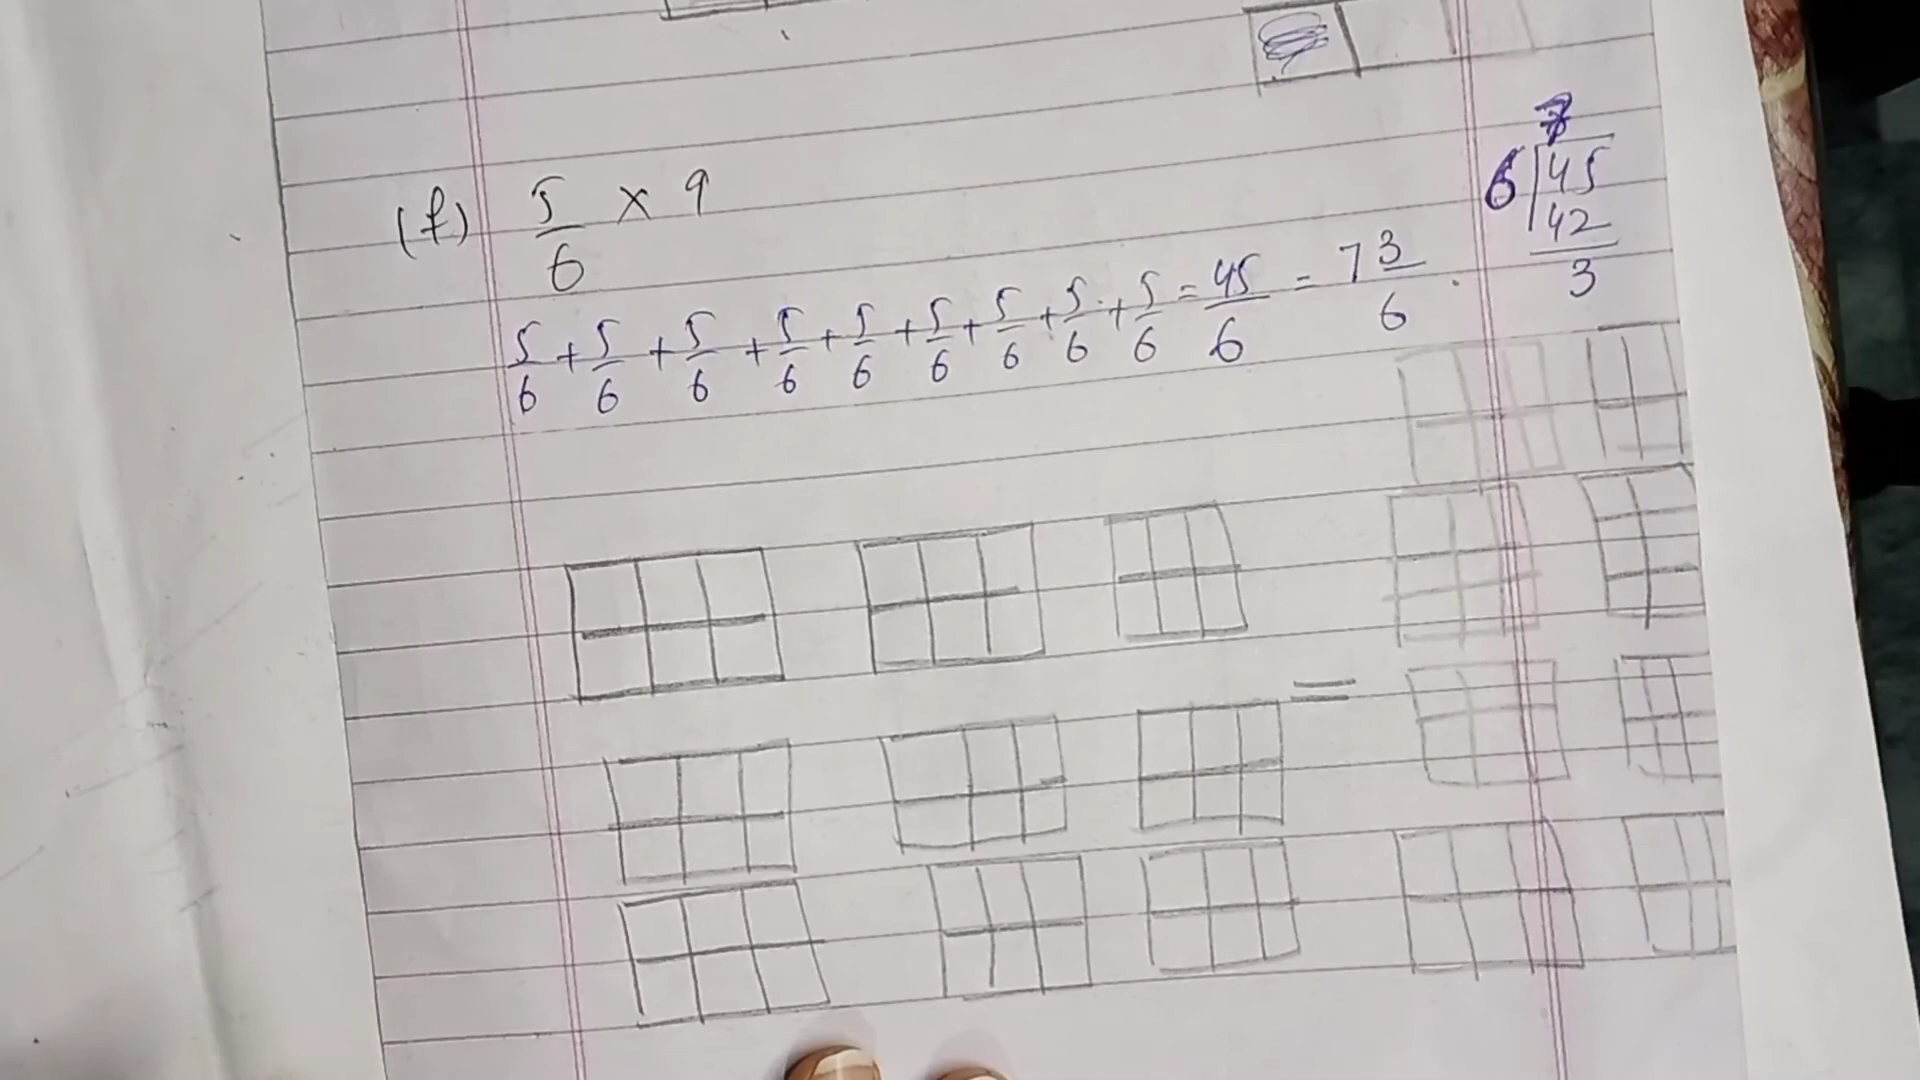 (f) 5/6 × 9
5/6 + 5/6 + 5/6 + 5/6 + 5/6 + 5/6 + 5/6 + 5/6 + 5/6 = 45/6 = 7 3/6 .
7
6 45
42
3
=